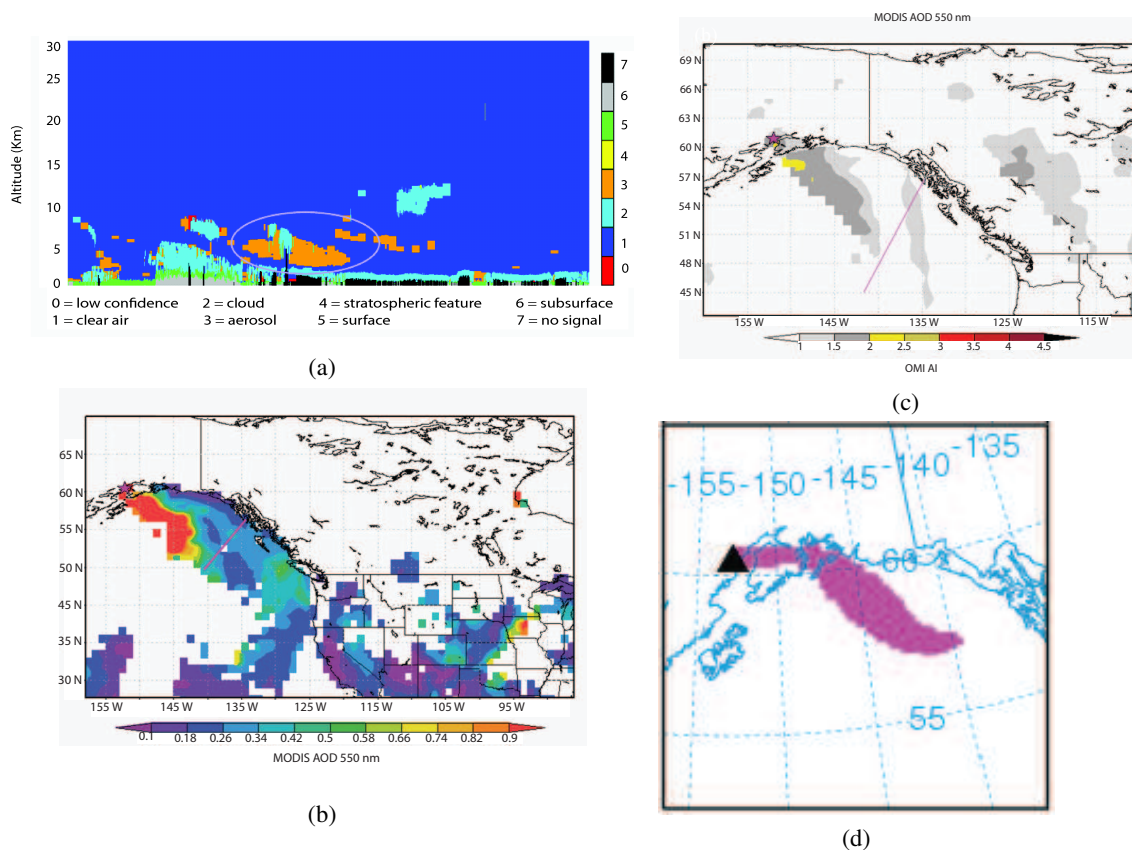 30
25
20
15
10
5
0
Altitude (Km)
7
6
5
4
3
2
1
0
0 = low confidence 2 = cloud 4 = stratospheric feature 6 = subsurface
1 = clear air 3 = aerosol 5 = surface 7 = no signal
(a)
MODIS AOD 550 nm
69 N
66 N
63 N
60 N
57 N
54 N
51 N
48 N
45 N
155 W 145 W 135 W 125 W 115 W
1 1.5 2 2.5 3 3.5 4 4.5
OMI AI
(c)
65 N
60 N
55 N
50 N
45 N
35 N
30 N
155 W 145 W 135 W 125 W 115 W 105 W 95 W
0.1 0.18 0.26 0.34 0.42 0.5 0.58 0.66 0.74 0.82 0.9
MODIS AOD 550 nm
(b)
-155 -150 -145 -140 -135
60
55
(d)